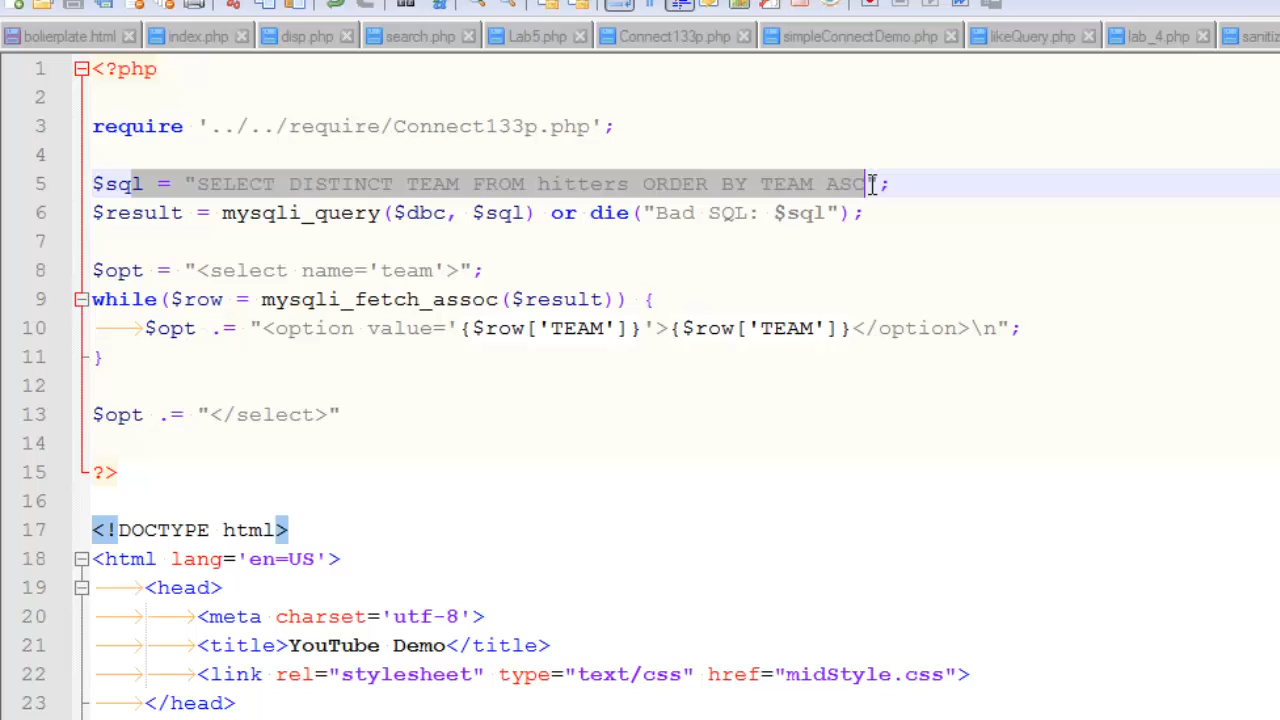 bolierplate.html index.php disp.php search.php Lab5.php Connect133p.php simpleConnectDemo.php likeQuery.php lab_4.php sanitiz
1 <?php
2
3 require '../../require/Connect133p.php';
4
5 $sql = "SELECT DISTINCT TEAM FROM hitters ORDER BY TEAM ASC";
6 $result = mysqli_query($dbc, $sql) or die("Bad SQL: $sql");
7
8 $opt = "<select name='team'>";
9 while($row = mysqli_fetch_assoc($result)) {
10 $opt .= "<option value='{$row['TEAM']}'>{$row['TEAM']}</option>\n";
11 }
12
13 $opt .= "</select>"
14
15 ?>
16
17 <!DOCTYPE html>
18 <html lang='en=US'>
19 <head>
20 <meta charset='utf-8'>
21 <title>YouTube Demo</title>
22 <link rel="stylesheet" type="text/css" href="midStyle.css">
23 </head>